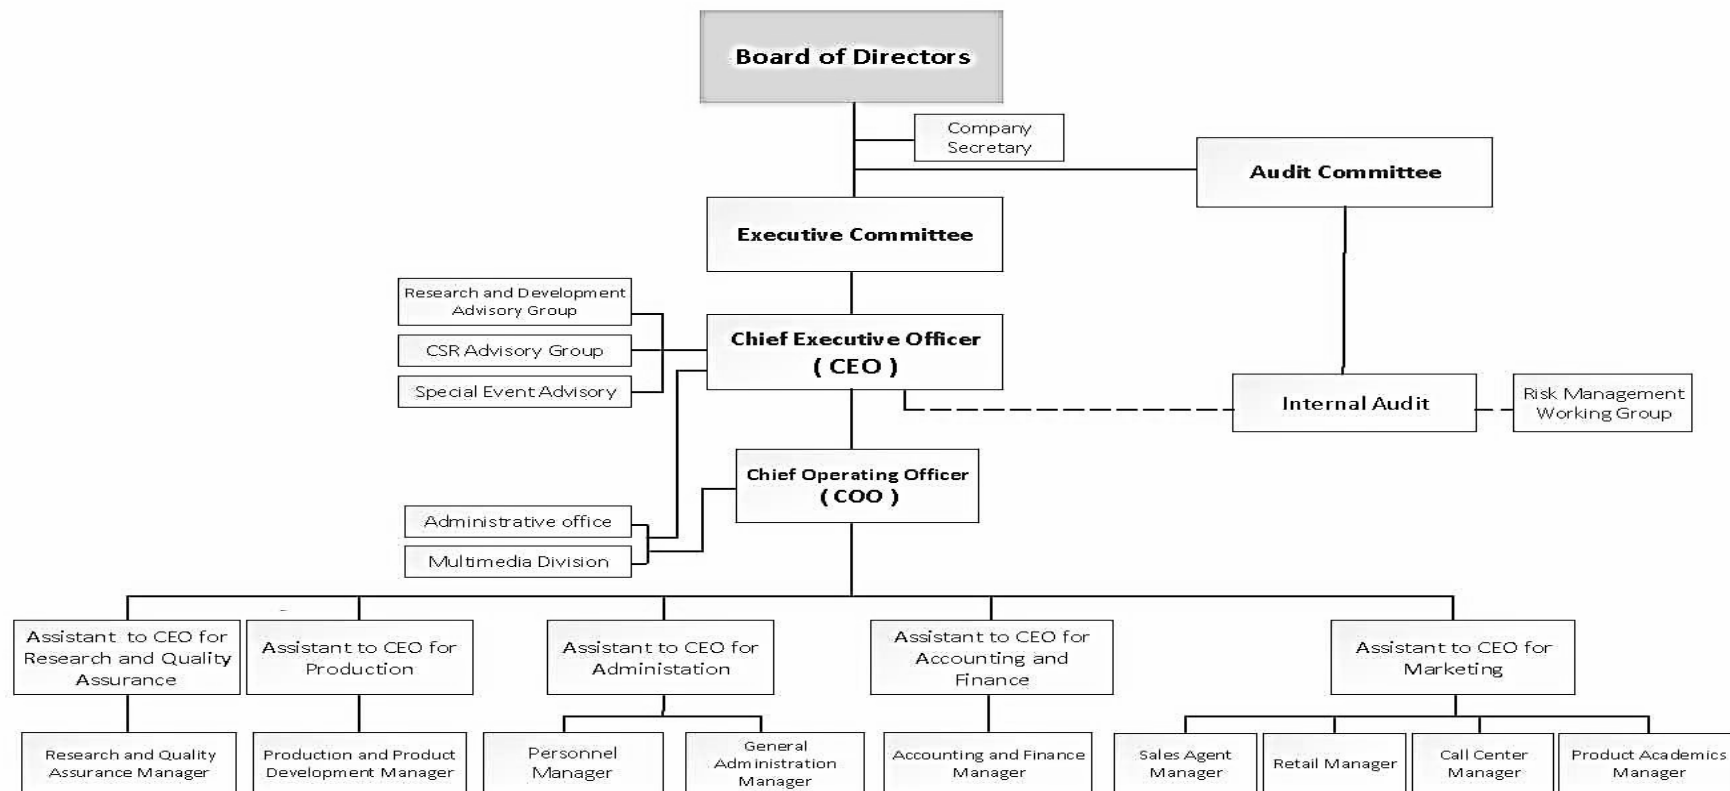 Board of Directors
Company
Secretary
Audit Committee
Executive Committee
Research and Development
Advisory Group
CSR Advisory Group
Special Event Advisory
Chief Executive Officer
( CEO )
Internal Audit
Risk Management
Working Group
Chief Operating Officer
( COO )
Administrative office
Multimedia Division
Assistant to CEO for
Research and Quality
Assurance
Assistant to CEO for
Production
Assistant to CEO for
Administation
Assistant to CEO for
Accounting and
Finance
Assistant to CEO for
Marketing
Research and Quality
Assurance Manager
Production and Product
Development Manager
Personnel
Manager
General
Administration
Manager
Accounting and Finance
Manager
Sales Agent
Manager
Retail Manager
Call Center
Manager
Product Academics
Manager